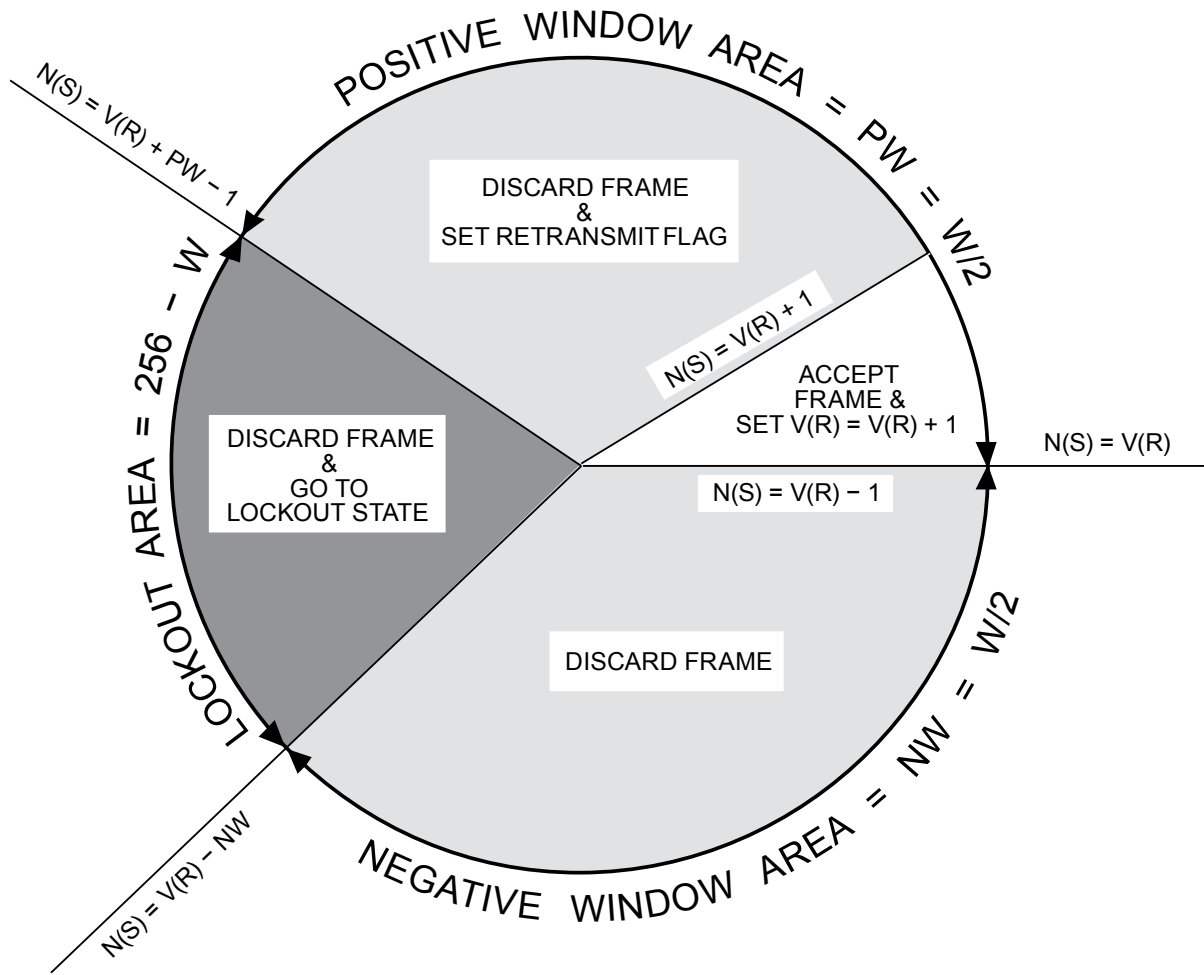 POSITIVE WINDOW AREA = PW = W/2
N(S) = V(R) + PW − 1
DISCARD FRAME
&
SET RETRANSMIT FLAG
N(S) = V(R) + 1
ACCEPT
FRAME &
SET V(R) = V(R) + 1
N(S) = V(R)
N(S) = V(R) − 1
LOCKOUT AREA = 256 − W
DISCARD FRAME
&
GO TO
LOCKOUT STATE
DISCARD FRAME
NEGATIVE WINDOW AREA = NW = W/2
N(S) = V(R) − NW